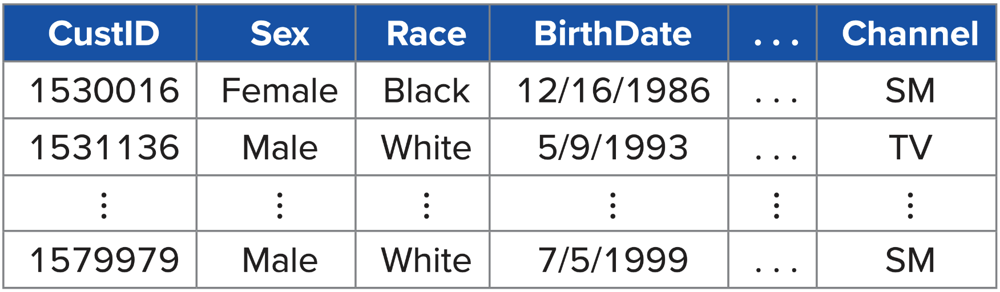 CustID Sex Race BirthDate ... Channel
1530016 Female Black 12/16/1986 ... SM
1531136 Male White 5/9/1993 ... TV
⋮ ⋮ ⋮ ⋮ ⋮ ⋮
1579979 Male White 7/5/1999 ... SM